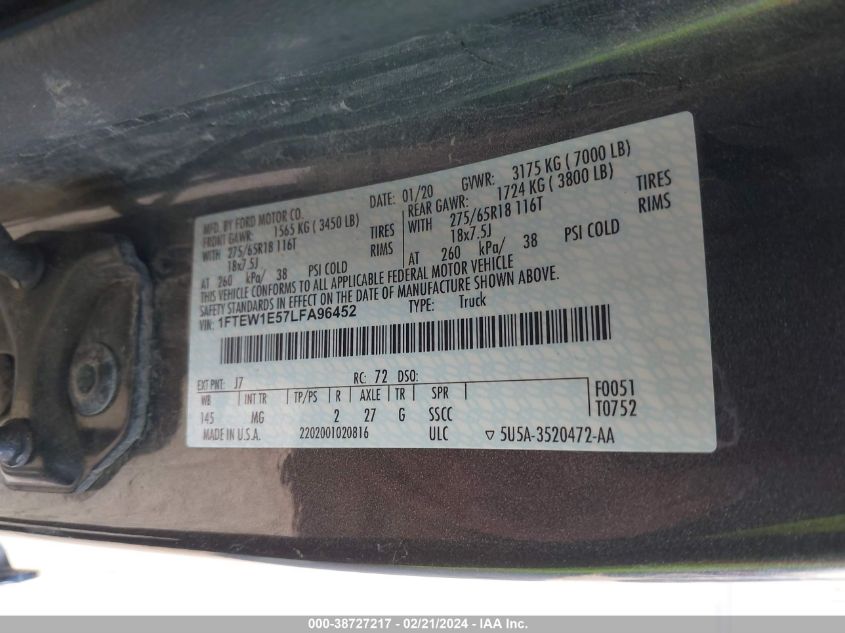 MFD. BY FORD MOTOR CO.
DATE: 01/20 GVWR: 3175 KG ( 7000 LB)
FRONT GAWR: 1565 KG ( 3450 LB)
REAR GAWR: 1724 KG ( 3800 LB)
WITH 275/65R18 116T TIRES
WITH 275/65R18 116T TIRES
18x7.5J RIMS
18x7.5J RIMS
AT 260 kPa/ 38 PSI COLD
AT 260 kPa/ 38 PSI COLD
THIS VEHICLE CONFORMS TO ALL APPLICABLE FEDERAL MOTOR VEHICLE
SAFETY STANDARDS IN EFFECT ON THE DATE OF MANUFACTURE SHOWN ABOVE.
VIN: 1FTEW1E57LFA96452 TYPE: Truck
EXT PNT: J7 RC: 72 DSO:
WB INT TR TP/PS R AXLE TR SPR
145 MG 2 27 G SSCC
F0051
T0752
MADE IN U.S.A. 2202001020816 ULC ▽ 5U5A-3520472-AA
000-38727217 - 02/21/2024 - IAA Inc.